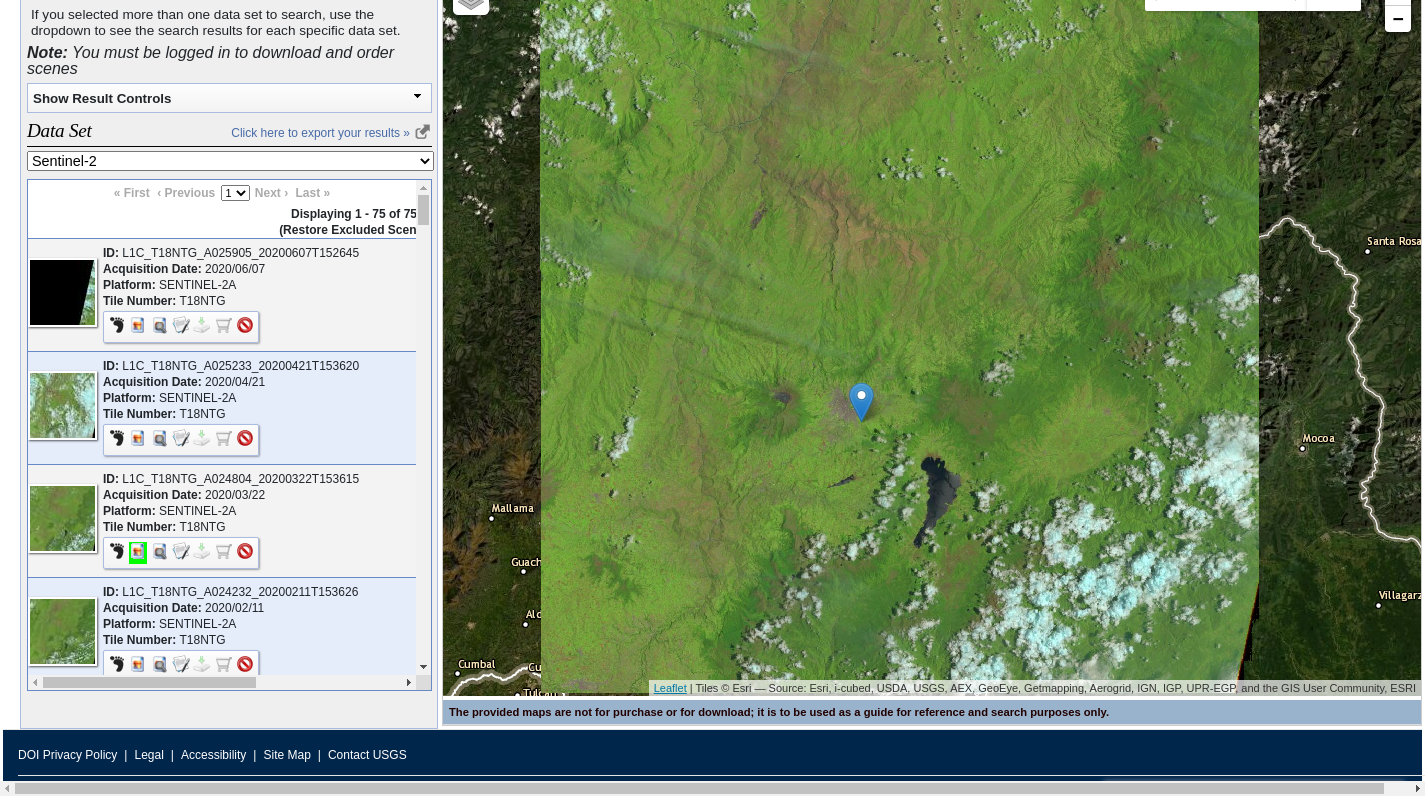 If you selected more than one data set to search, use the
dropdown to see the search results for each specific data set.
Note: You must be logged in to download and order
scenes
Show Result Controls
Data Set
Click here to export your results »
Sentinel-2
« First ‹ Previous 1 Next › Last »
Displaying 1 - 75 of 75
(Restore Excluded Scen
ID: L1C_T18NTG_A025905_20200607T152645
Acquisition Date: 2020/06/07
Platform: SENTINEL-2A
Tile Number: T18NTG
ID: L1C_T18NTG_A025233_20200421T153620
Acquisition Date: 2020/04/21
Platform: SENTINEL-2A
Tile Number: T18NTG
ID: L1C_T18NTG_A024804_20200322T153615
Acquisition Date: 2020/03/22
Platform: SENTINEL-2A
Tile Number: T18NTG
ID: L1C_T18NTG_A024232_20200211T153626
Acquisition Date: 2020/02/11
Platform: SENTINEL-2A
Tile Number: T18NTG
−
Santa Rosa
Mocoa
Mallama
Guach
Villagarz
Ald
Cumbal
Cu
Tulcan
Leaflet | Tiles © Esri — Source: Esri, i-cubed, USDA, USGS, AEX, GeoEye, Getmapping, Aerogrid, IGN, IGP, UPR-EGP, and the GIS User Community, ESRI
The provided maps are not for purchase or for download; it is to be used as a guide for reference and search purposes only.
DOI Privacy Policy | Legal | Accessibility | Site Map | Contact USGS